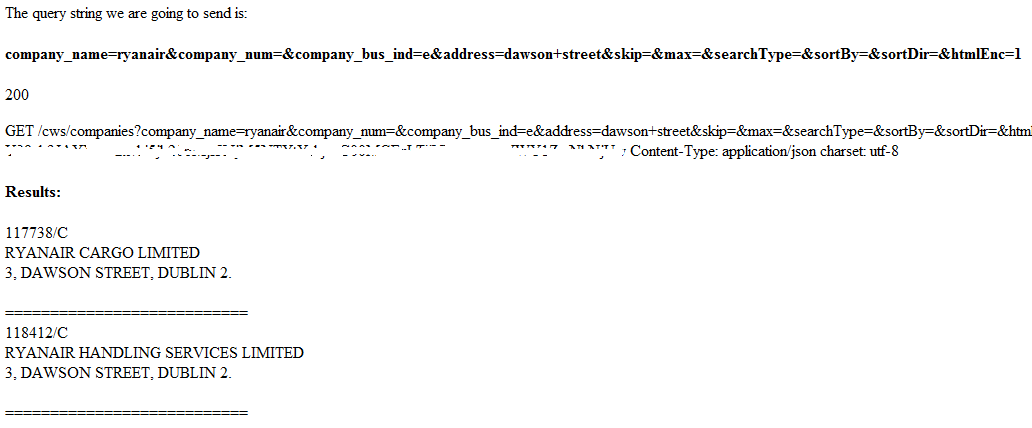 The query string we are going to send is:
company_name=ryanair&company_num=&company_bus_ind=e&address=dawson+street&skip=&max=&searchType=&sortBy=&sortDir=&htmlEnc=1
200
GET /cws/companies?company_name=ryanair&company_num=&company_bus_ind=e&address=dawson+street&skip=&max=&searchType=&sortBy=&sortDir=&html
Content-Type: application/json charset: utf-8
Results:
117738/C
RYANAIR CARGO LIMITED
3, DAWSON STREET, DUBLIN 2.
===========================
118412/C
RYANAIR HANDLING SERVICES LIMITED
3, DAWSON STREET, DUBLIN 2.
===========================